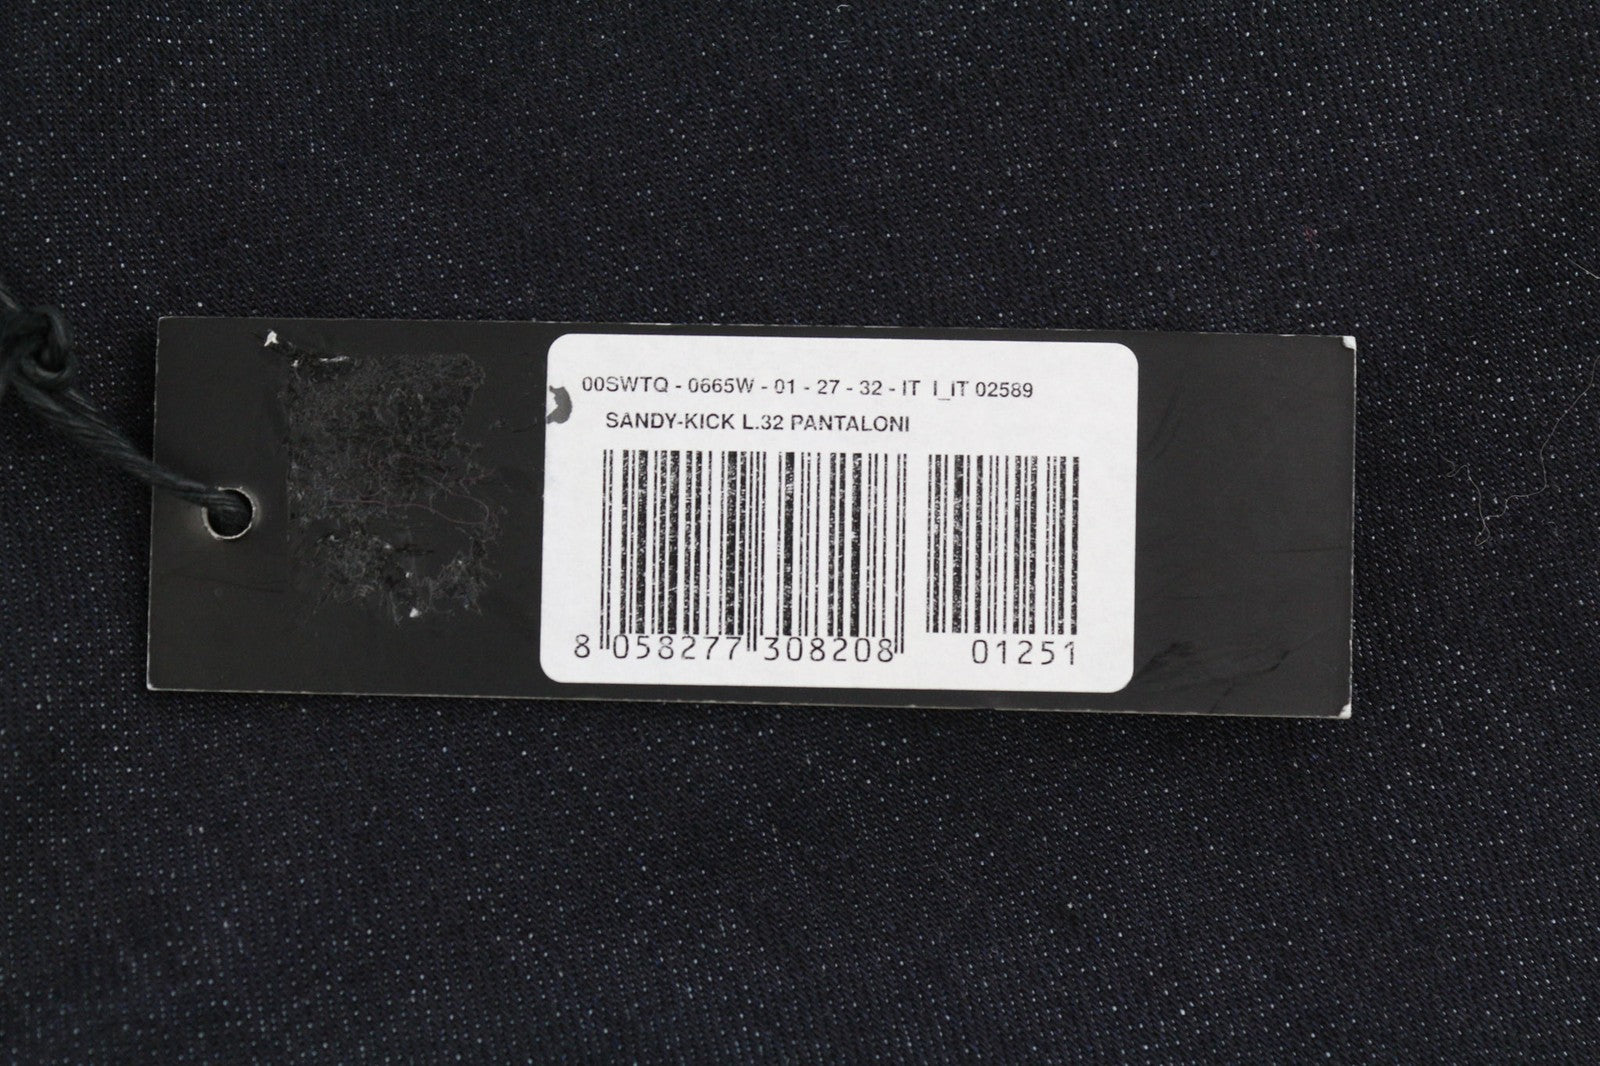 00SWTQ - 0665W - 01 - 27 - 32 - IT I_IT 02589
SANDY-KICK L.32 PANTALONI
8 058277 308208 01251